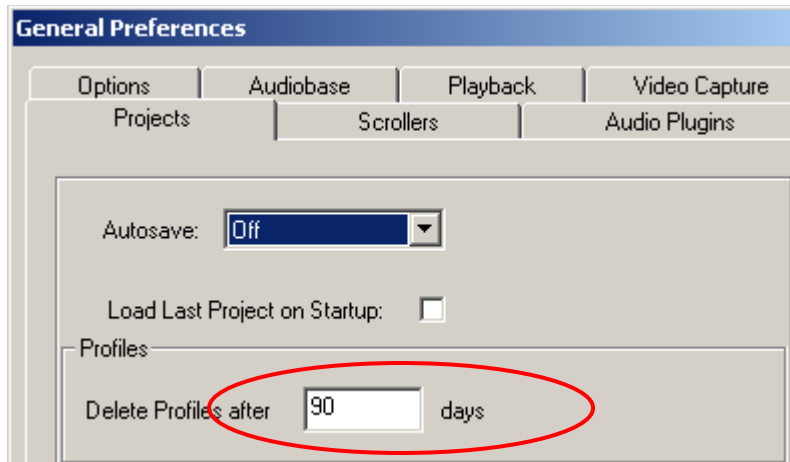 General Preferences
Options Audiobase Playback Video Capture
Projects Scrollers Audio Plugins
Autosave: Off
Load Last Project on Startup:
Profiles
Delete Profiles after 90 days